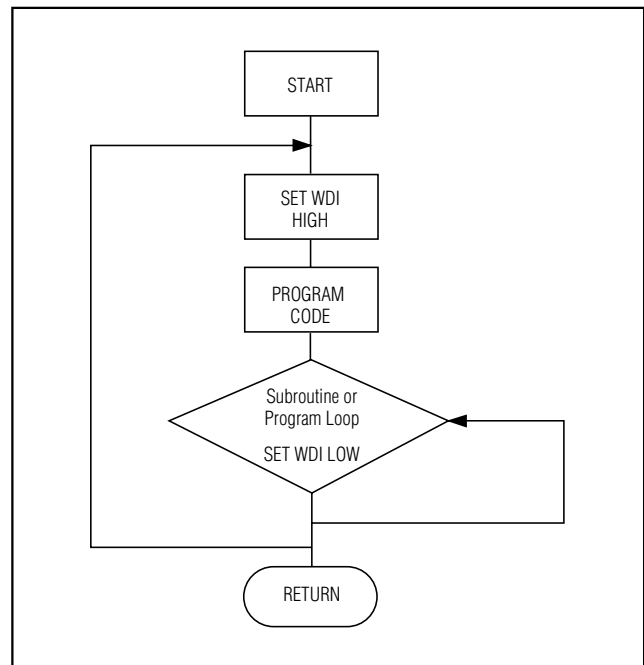 START
SET WDI
HIGH
PROGRAM
CODE
Subroutine or
Program Loop
SET WDI LOW
RETURN